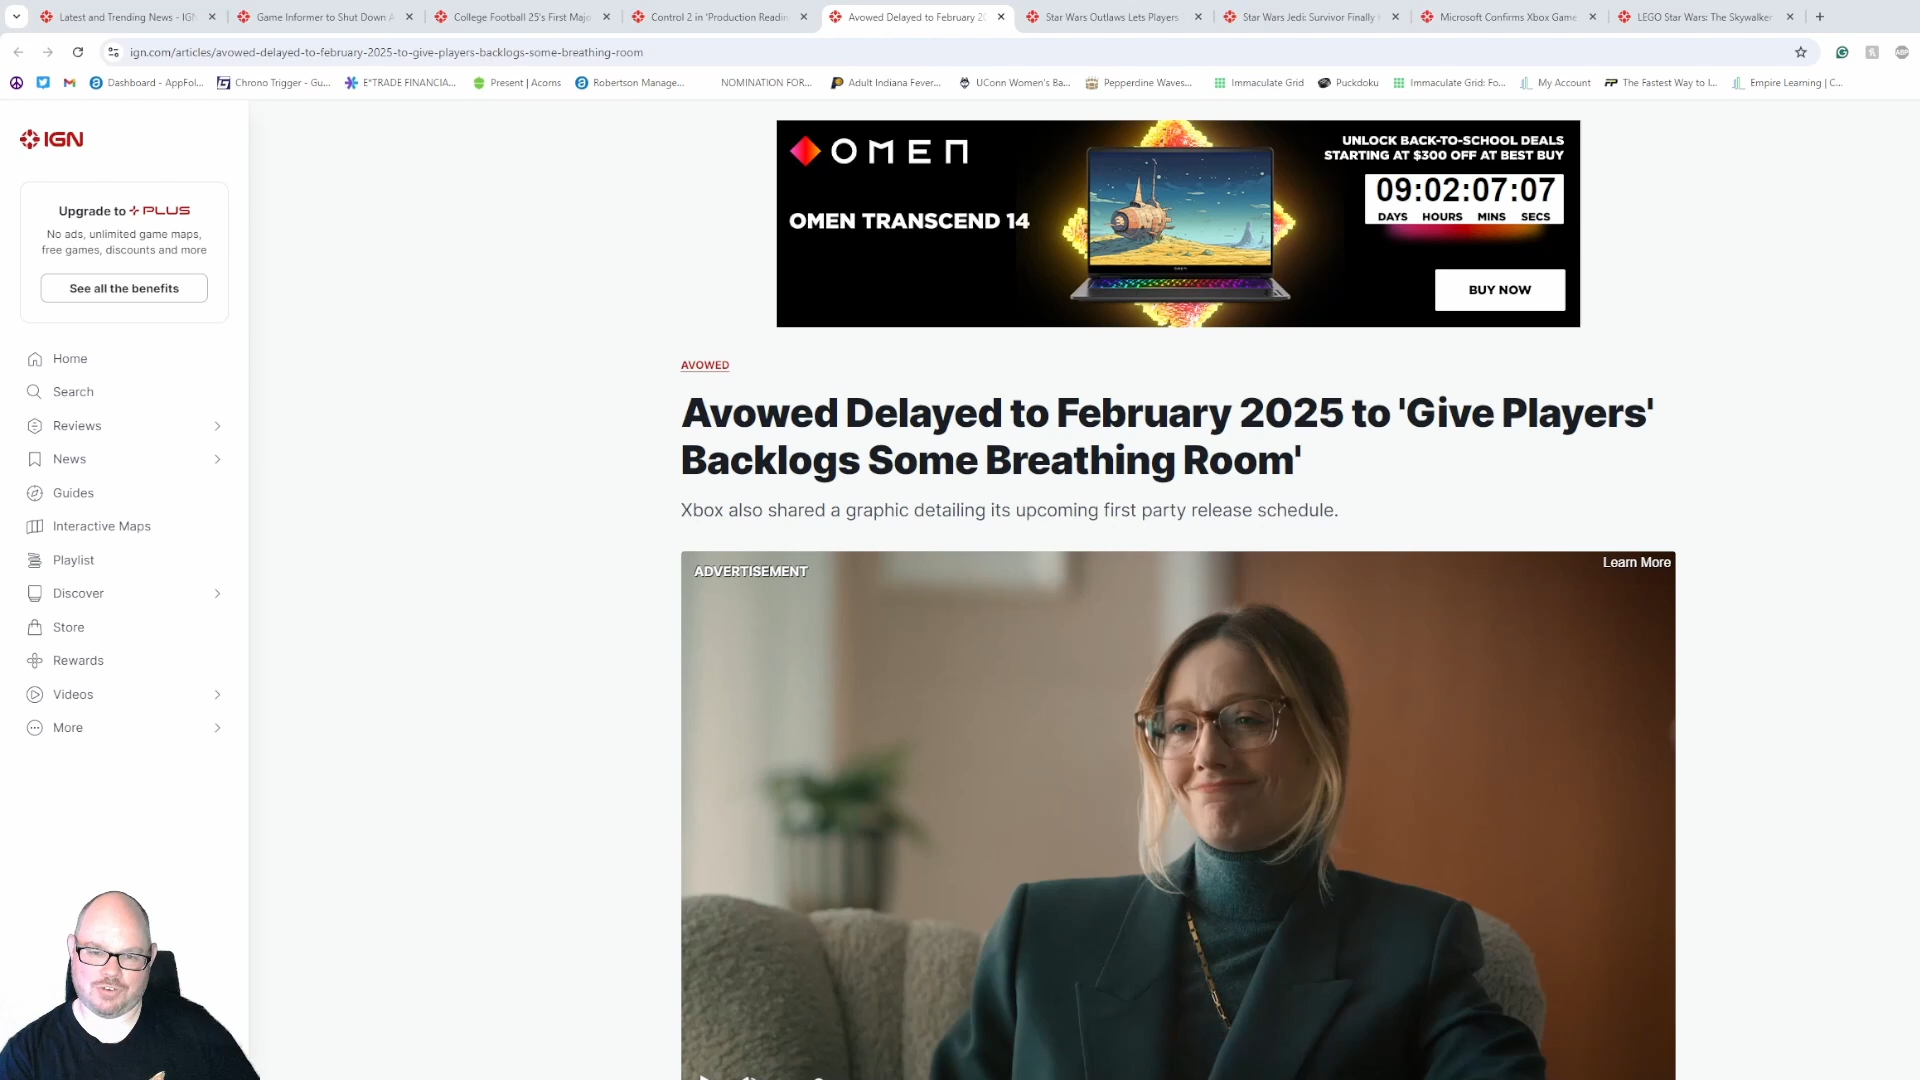 Latest and Trending News - IGN
Game Informer to Shut Down A
College Football 25's First Majo
Control 2 in 'Production Readin
Avowed Delayed to February 20
Star Wars Outlaws Lets Players
Star Wars Jedi: Survivor Finally
Microsoft Confirms Xbox Game
LEGO Star Wars: The Skywalker
ign.com/articles/avowed-delayed-to-february-2025-to-give-players-backlogs-some-breathing-room
Dashboard - AppFol...
Chrono Trigger - Gu...
E*TRADE FINANCIA...
Present | Acorns
Robertson Manage...
NOMINATION FOR...
Adult Indiana Fever...
UConn Women's Ba...
Pepperdine Waves...
Immaculate Grid
Puckdoku
Immaculate Grid: Fo...
My Account
The Fastest Way to I...
Empire Learning | C...
IGN
Upgrade to PLUS
No ads, unlimited game maps,
free games, discounts and more
See all the benefits
Home
Search
Reviews
News
Guides
Interactive Maps
Playlist
Discover
Store
Rewards
Videos
More
OMEN
OMEN TRANSCEND 14
UNLOCK BACK-TO-SCHOOL DEALS
STARTING AT $300 OFF AT BEST BUY
09:02:07:07
DAYS HOURS MINS SECS
BUY NOW
AVOWED
Avowed Delayed to February 2025 to 'Give Players'
Backlogs Some Breathing Room'
Xbox also shared a graphic detailing its upcoming first party release schedule.
ADVERTISEMENT
Learn More